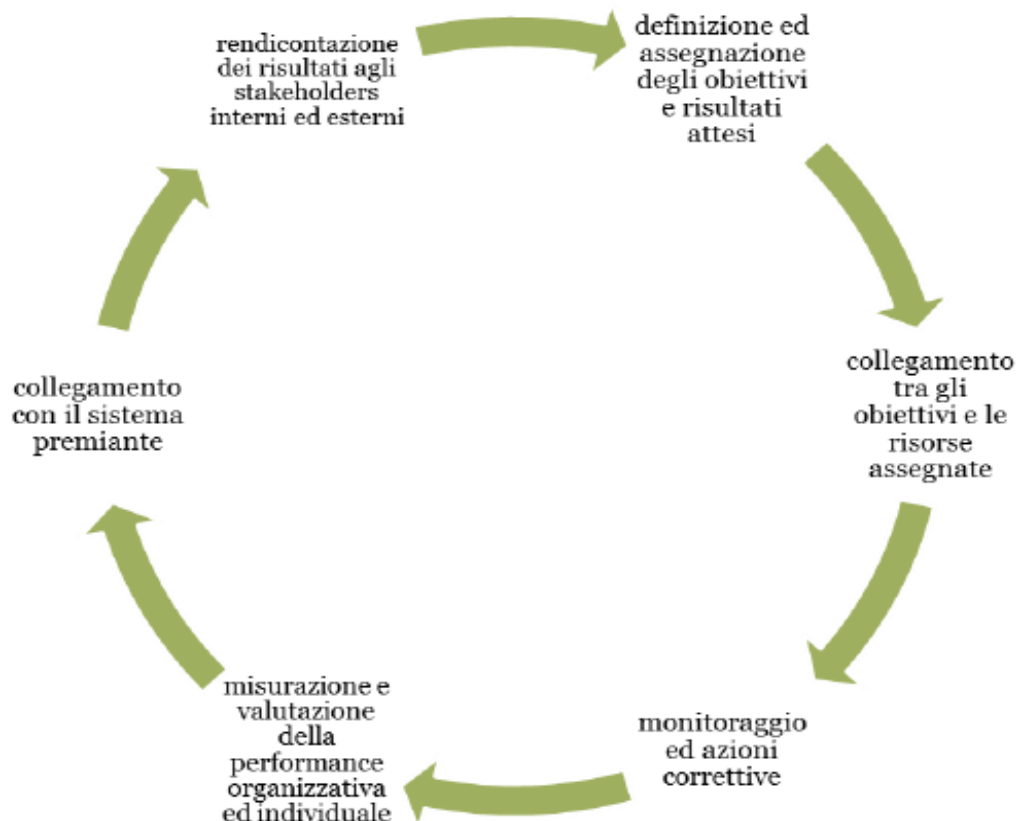 rendicontazione
dei risultati agli
stakeholders
interni ed esterni
definizione ed
assegnazione
degli obiettivi
e risultati
attesi
collegamento
tra gli
obiettivi e le
risorse
assegnate
monitoraggio
ed azioni
correttive
misurazione e
valutazione
della
performance
organizzativa
ed individuale
collegamento
con il sistema
premiante